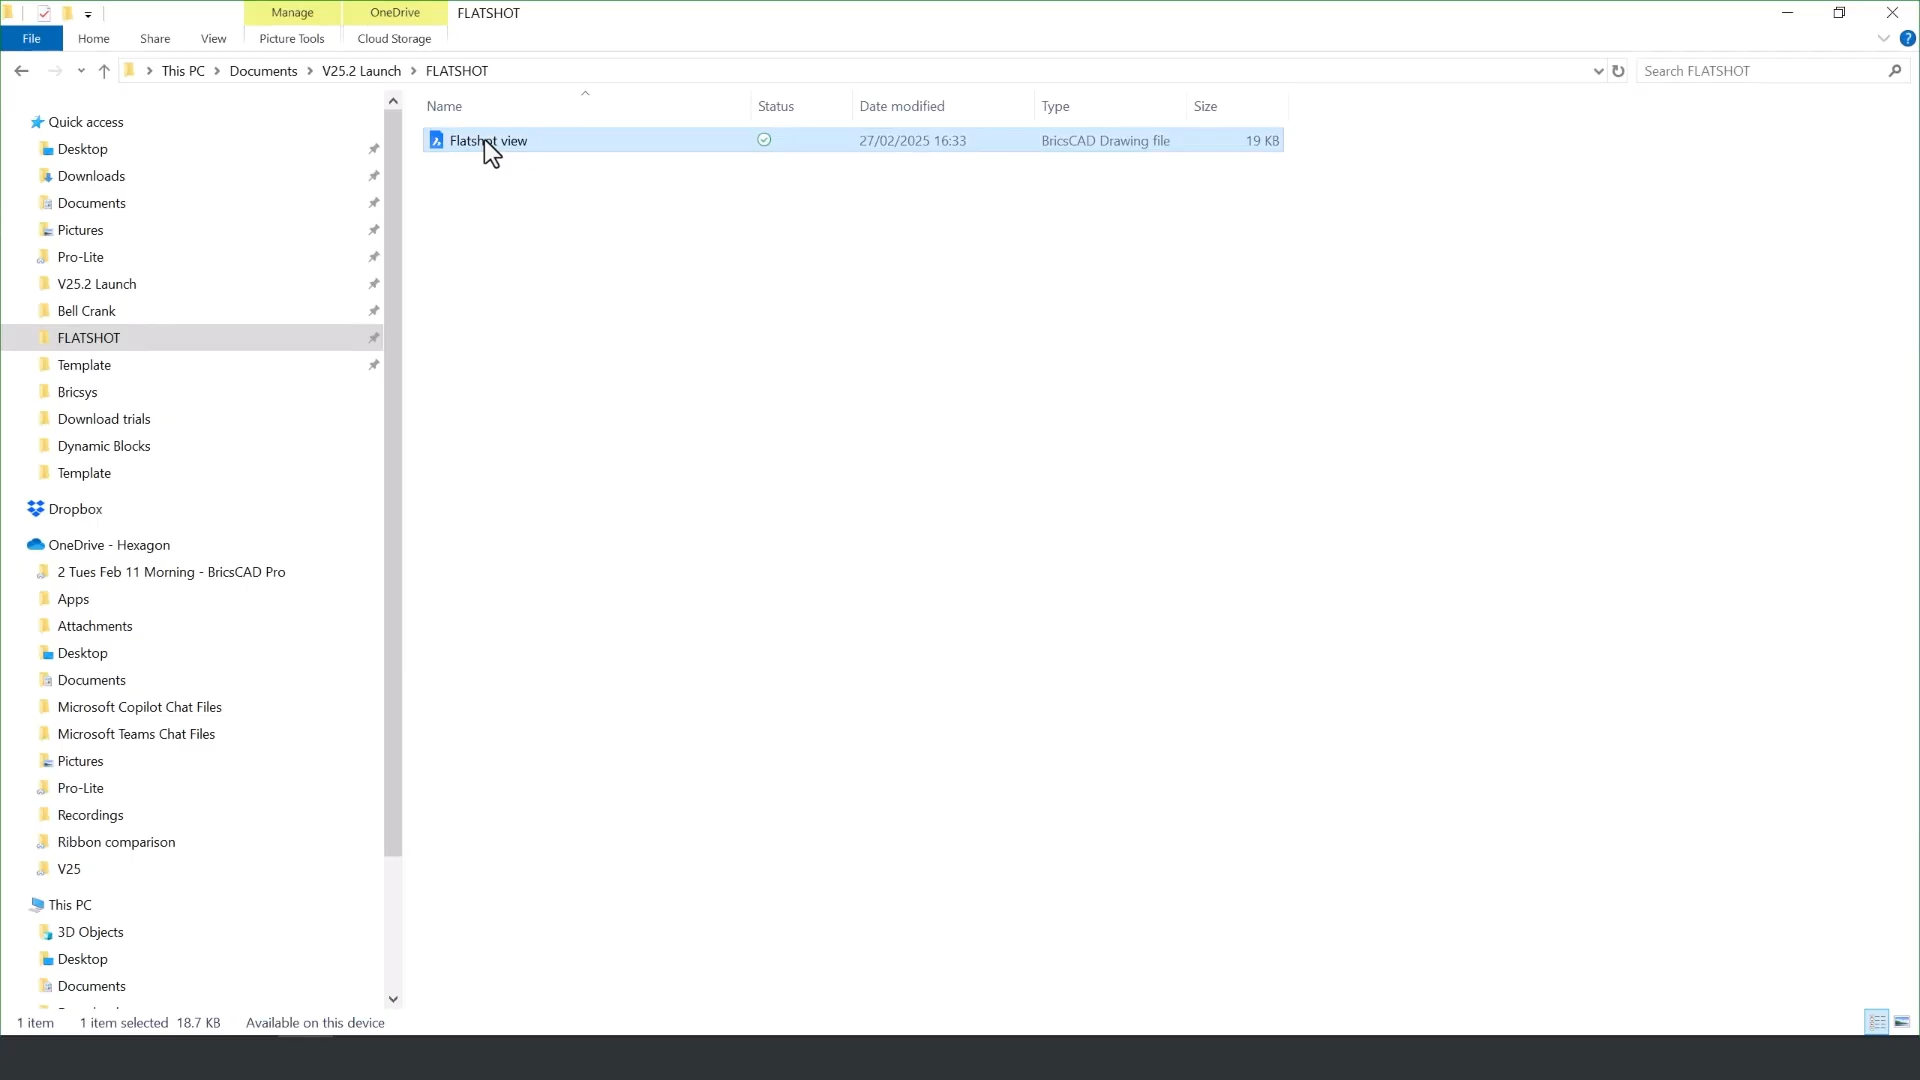 Manage
OneDrive
FLATSHOT
File
Home
Share
View
Picture Tools
Cloud Storage
?
This PC
Documents
V25.2 Launch
FLATSHOT
Search FLATSHOT
Name
Status
Date modified
Type
Size
Flatshot view
27/02/2025 16:33
BricsCAD Drawing file
19 KB
Quick access
Desktop
Downloads
Documents
Pictures
Pro-Lite
V25.2 Launch
Bell Crank
FLATSHOT
Template
Bricsys
Download trials
Dynamic Blocks
Template
Dropbox
OneDrive - Hexagon
2 Tues Feb 11 Morning - BricsCAD Pro
Apps
Attachments
Desktop
Documents
Microsoft Copilot Chat Files
Microsoft Teams Chat Files
Pictures
Pro-Lite
Recordings
Ribbon comparison
V25
This PC
3D Objects
Desktop
Documents
1 item
1 item selected 18.7 KB
Available on this device